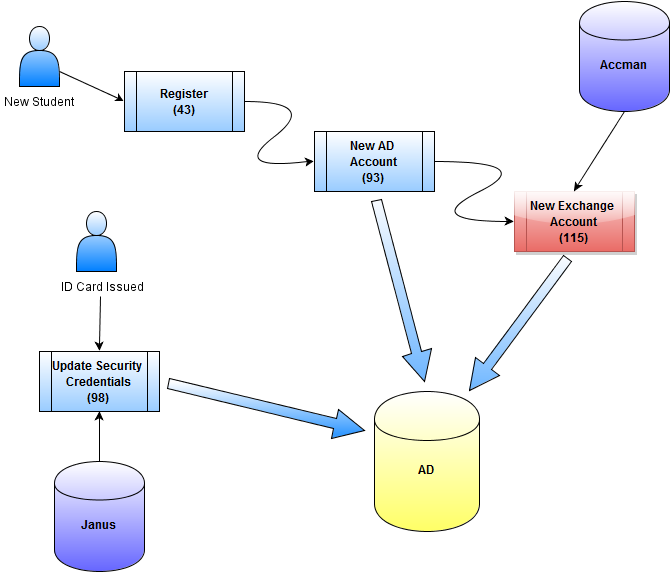 New Student
Register
(43)
Accman
New AD
Account
(93)
New Exchange
Account
(115)
ID Card Issued
Update Security
Credentials
(98)
AD
Janus